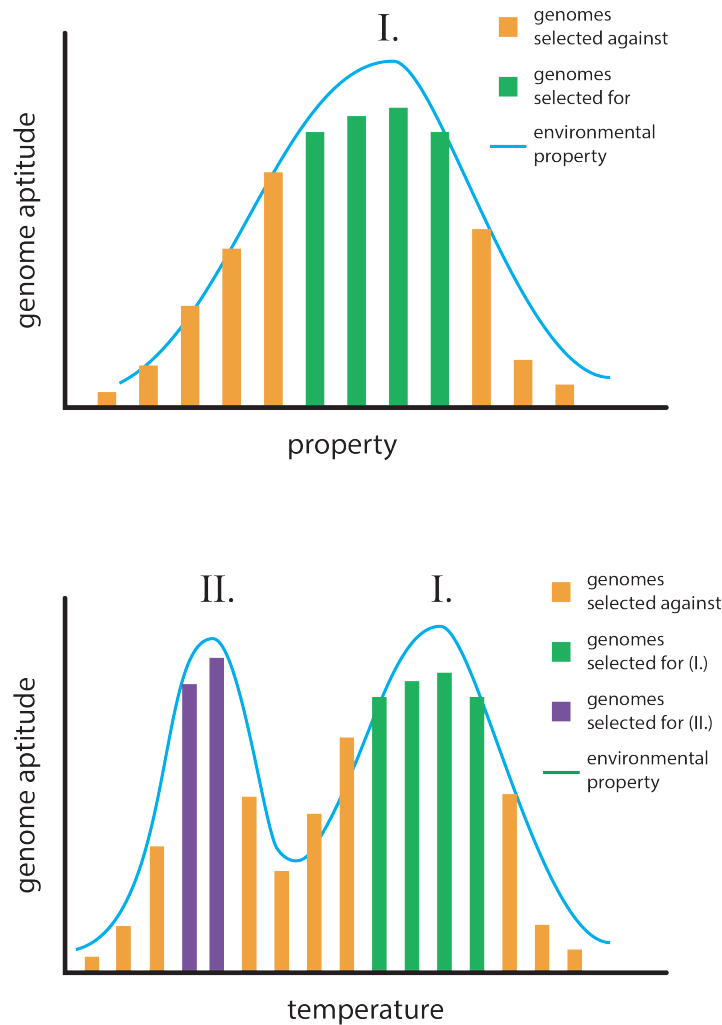 I.
genomes
selected against
genomes
selected for
environmental
property
genome aptitude
property
II.
I.
genomes
selected against
genomes
selected for (I.)
genomes
selected for (II.)
environmental
property
genome aptitude
temperature